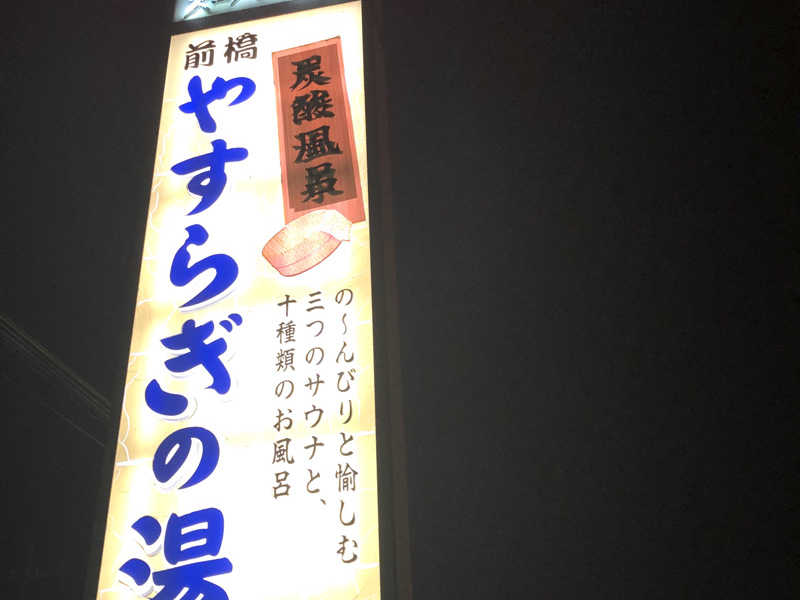 前橋
やすらぎの湯
炭酸風景
の～んびりと愉しむ
三つのサウナと、
十種類のお風呂